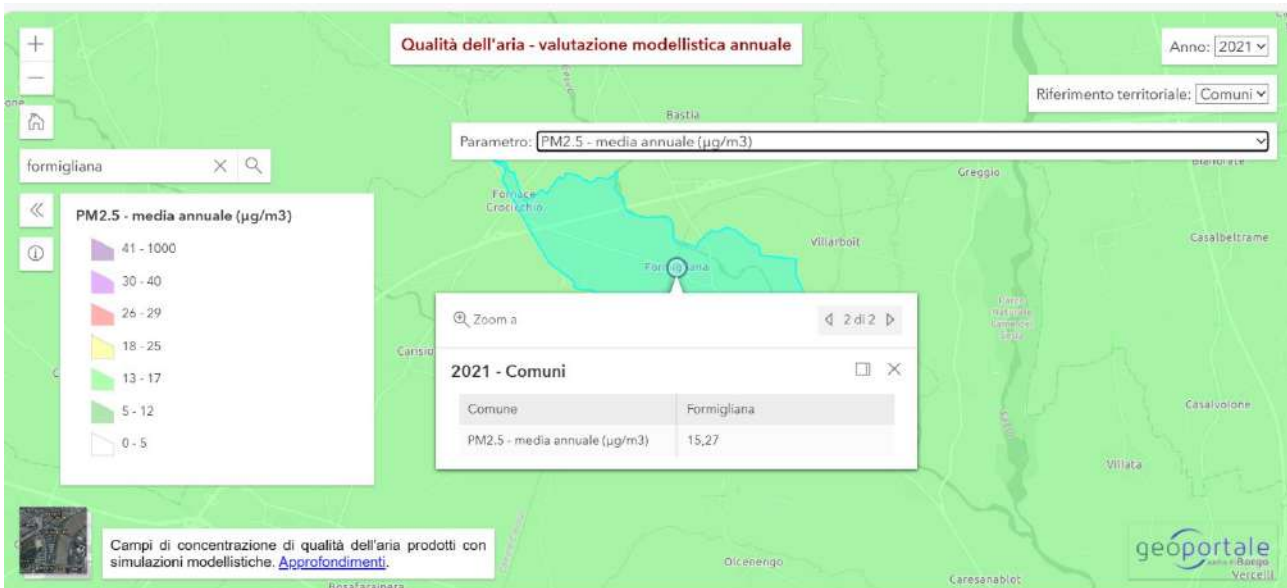 Qualità dell'aria - valutazione modellistica annuale
Anno: 2021
Riferimento territoriale: Comuni
Bastia
Parametro: PM2.5 - media annuale (µg/m3)
formigliana
Greggio
Fornace
Crocicchio
PM2.5 - media annuale (µg/m3)
41 - 1000
30 - 40
26 - 29
18 - 25
13 - 17
5 - 12
0 - 5
Villarboit
Casalbeltrame
Formigliana
Parco
Naturale
Zoom a
2 di 2
Carisio
2021 - Comuni
Comune
Formigliana
PM2.5 - media annuale (µg/m3)
15,27
Casalvolone
Villata
Campi di concentrazione di qualità dell'aria prodotti con
simulazioni modellistiche. Approfondimenti.
Olcenengo
geoportale
Caresanablot
Borgo
Vercelli